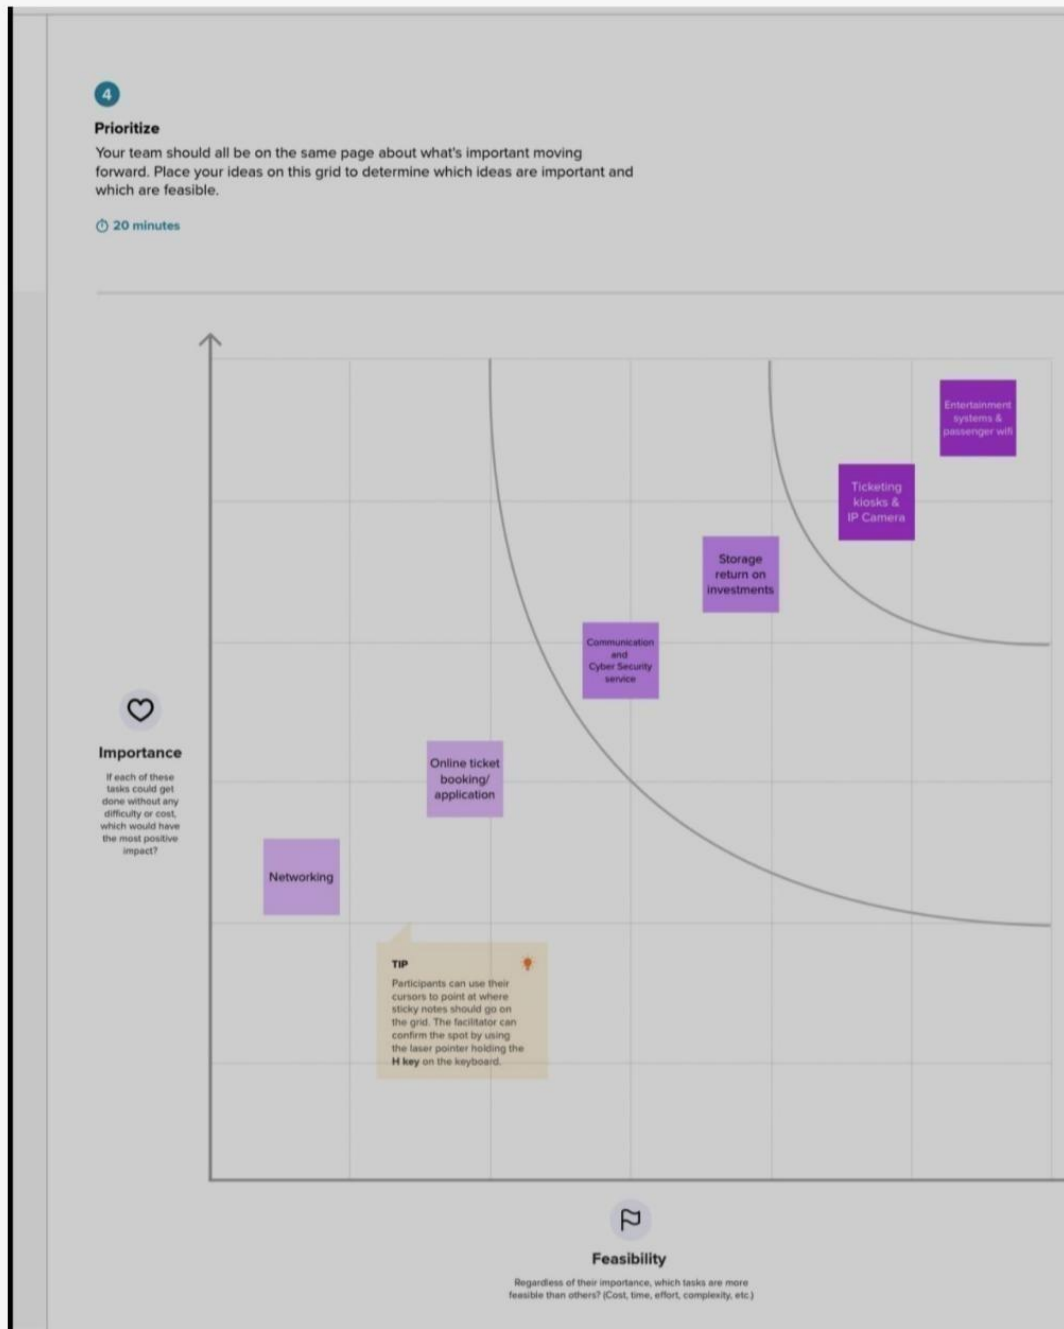 4
Prioritize
Your team should all be on the same page about what's important moving
forward. Place your ideas on this grid to determine which ideas are important and
which are feasible.
20 minutes
Entertainment
systems &
passenger wifi
Ticketing
kiosks &
IP Camera
Storage
return on
investments
Communication
and
Cyber Security
service
Importance
If each of these
tasks could get
done without any
difficulty or cost,
which would have
the most positive
impact?
Online ticket
booking/
application
Networking
TIP
Participants can use their
cursors to point at where
sticky notes should go on
the grid. The facilitator can
confirm the spot by using
the laser pointer holding the
H key on the keyboard.
Feasibility
Regardless of their importance, which tasks are more
feasible than others? (Cost, time, effort, complexity, etc.)